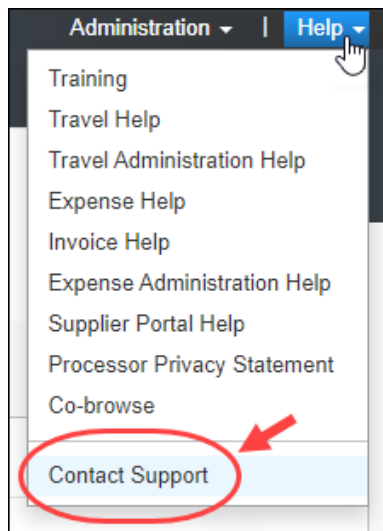 Administration | Help
Training
Travel Help
Travel Administration Help
Expense Help
Invoice Help
Expense Administration Help
Supplier Portal Help
Processor Privacy Statement
Co-browse
Contact Support